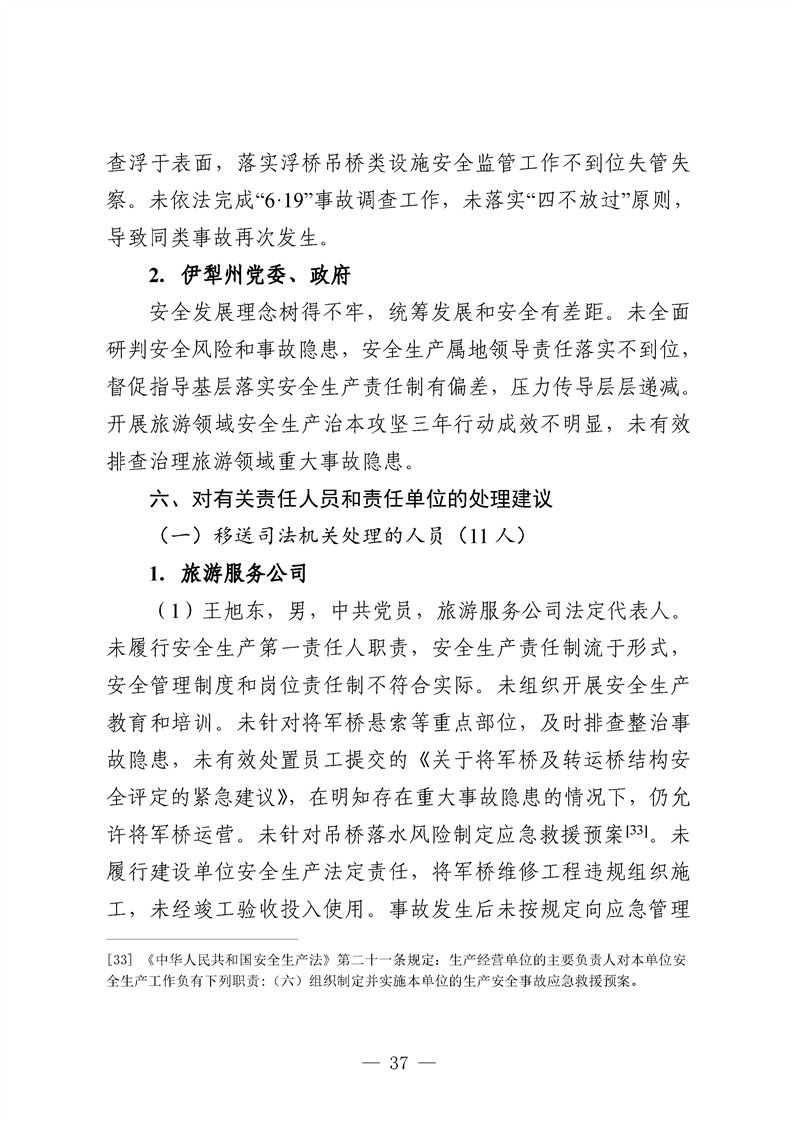 查浮于表面，落实浮桥吊桥类设施安全监管工作不到位失管失
察。未依法完成“6·19”事故调查工作，未落实“四不放过”原则，
导致同类事故再次发生。
2. 伊犁州党委、政府
安全发展理念树得不牢，统筹发展和安全有差距。未全面
研判安全风险和事故隐患，安全生产属地领导责任落实不到位，
督促指导基层落实安全生产责任制有偏差，压力传导层层递减。
开展旅游领域安全生产治本攻坚三年行动成效不明显，未有效
排查治理旅游领域重大事故隐患。
六、对有关责任人员和责任单位的处理建议
（一）移送司法机关处理的人员（11 人）
1. 旅游服务公司
（1）王旭东，男，中共党员，旅游服务公司法定代表人。
未履行安全生产第一责任人职责，安全生产责任制流于形式，
安全管理制度和岗位责任制不符合实际。未组织开展安全生产
教育和培训。未针对将军桥悬索等重点部位，及时排查整治事
故隐患，未有效处置员工提交的《关于将军桥及转运桥结构安
全评定的紧急建议》，在明知存在重大事故隐患的情况下，仍允
许将军桥运营。未针对吊桥落水风险制定应急救援预案[33]。未
履行建设单位安全生产法定责任，将军桥维修工程违规组织施
工，未经竣工验收投入使用。事故发生后未按规定向应急管理
[33] 《中华人民共和国安全生产法》第二十一条规定：生产经营单位的主要负责人对本单位安
全生产工作负有下列职责：（六）组织制定并实施本单位的生产安全事故应急救援预案。
— 37 —